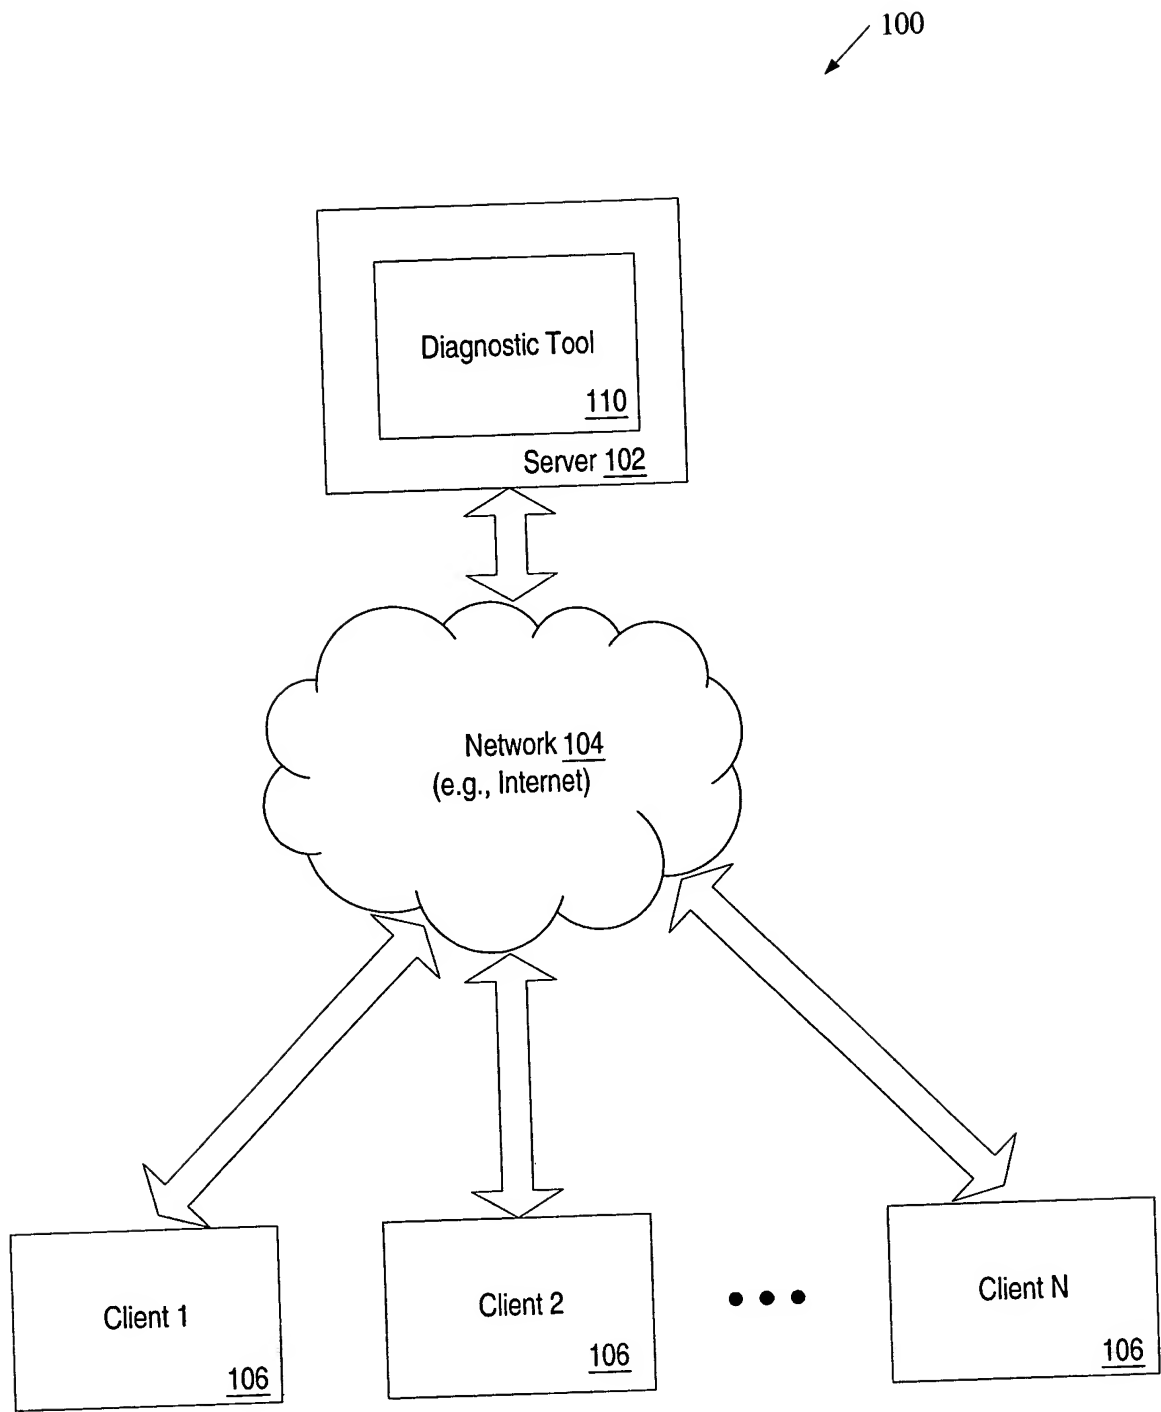 100
Diagnostic Tool
110
Server 102
Network 104
(e.g., Internet)
Client 1
106
Client 2
106
Client N
106